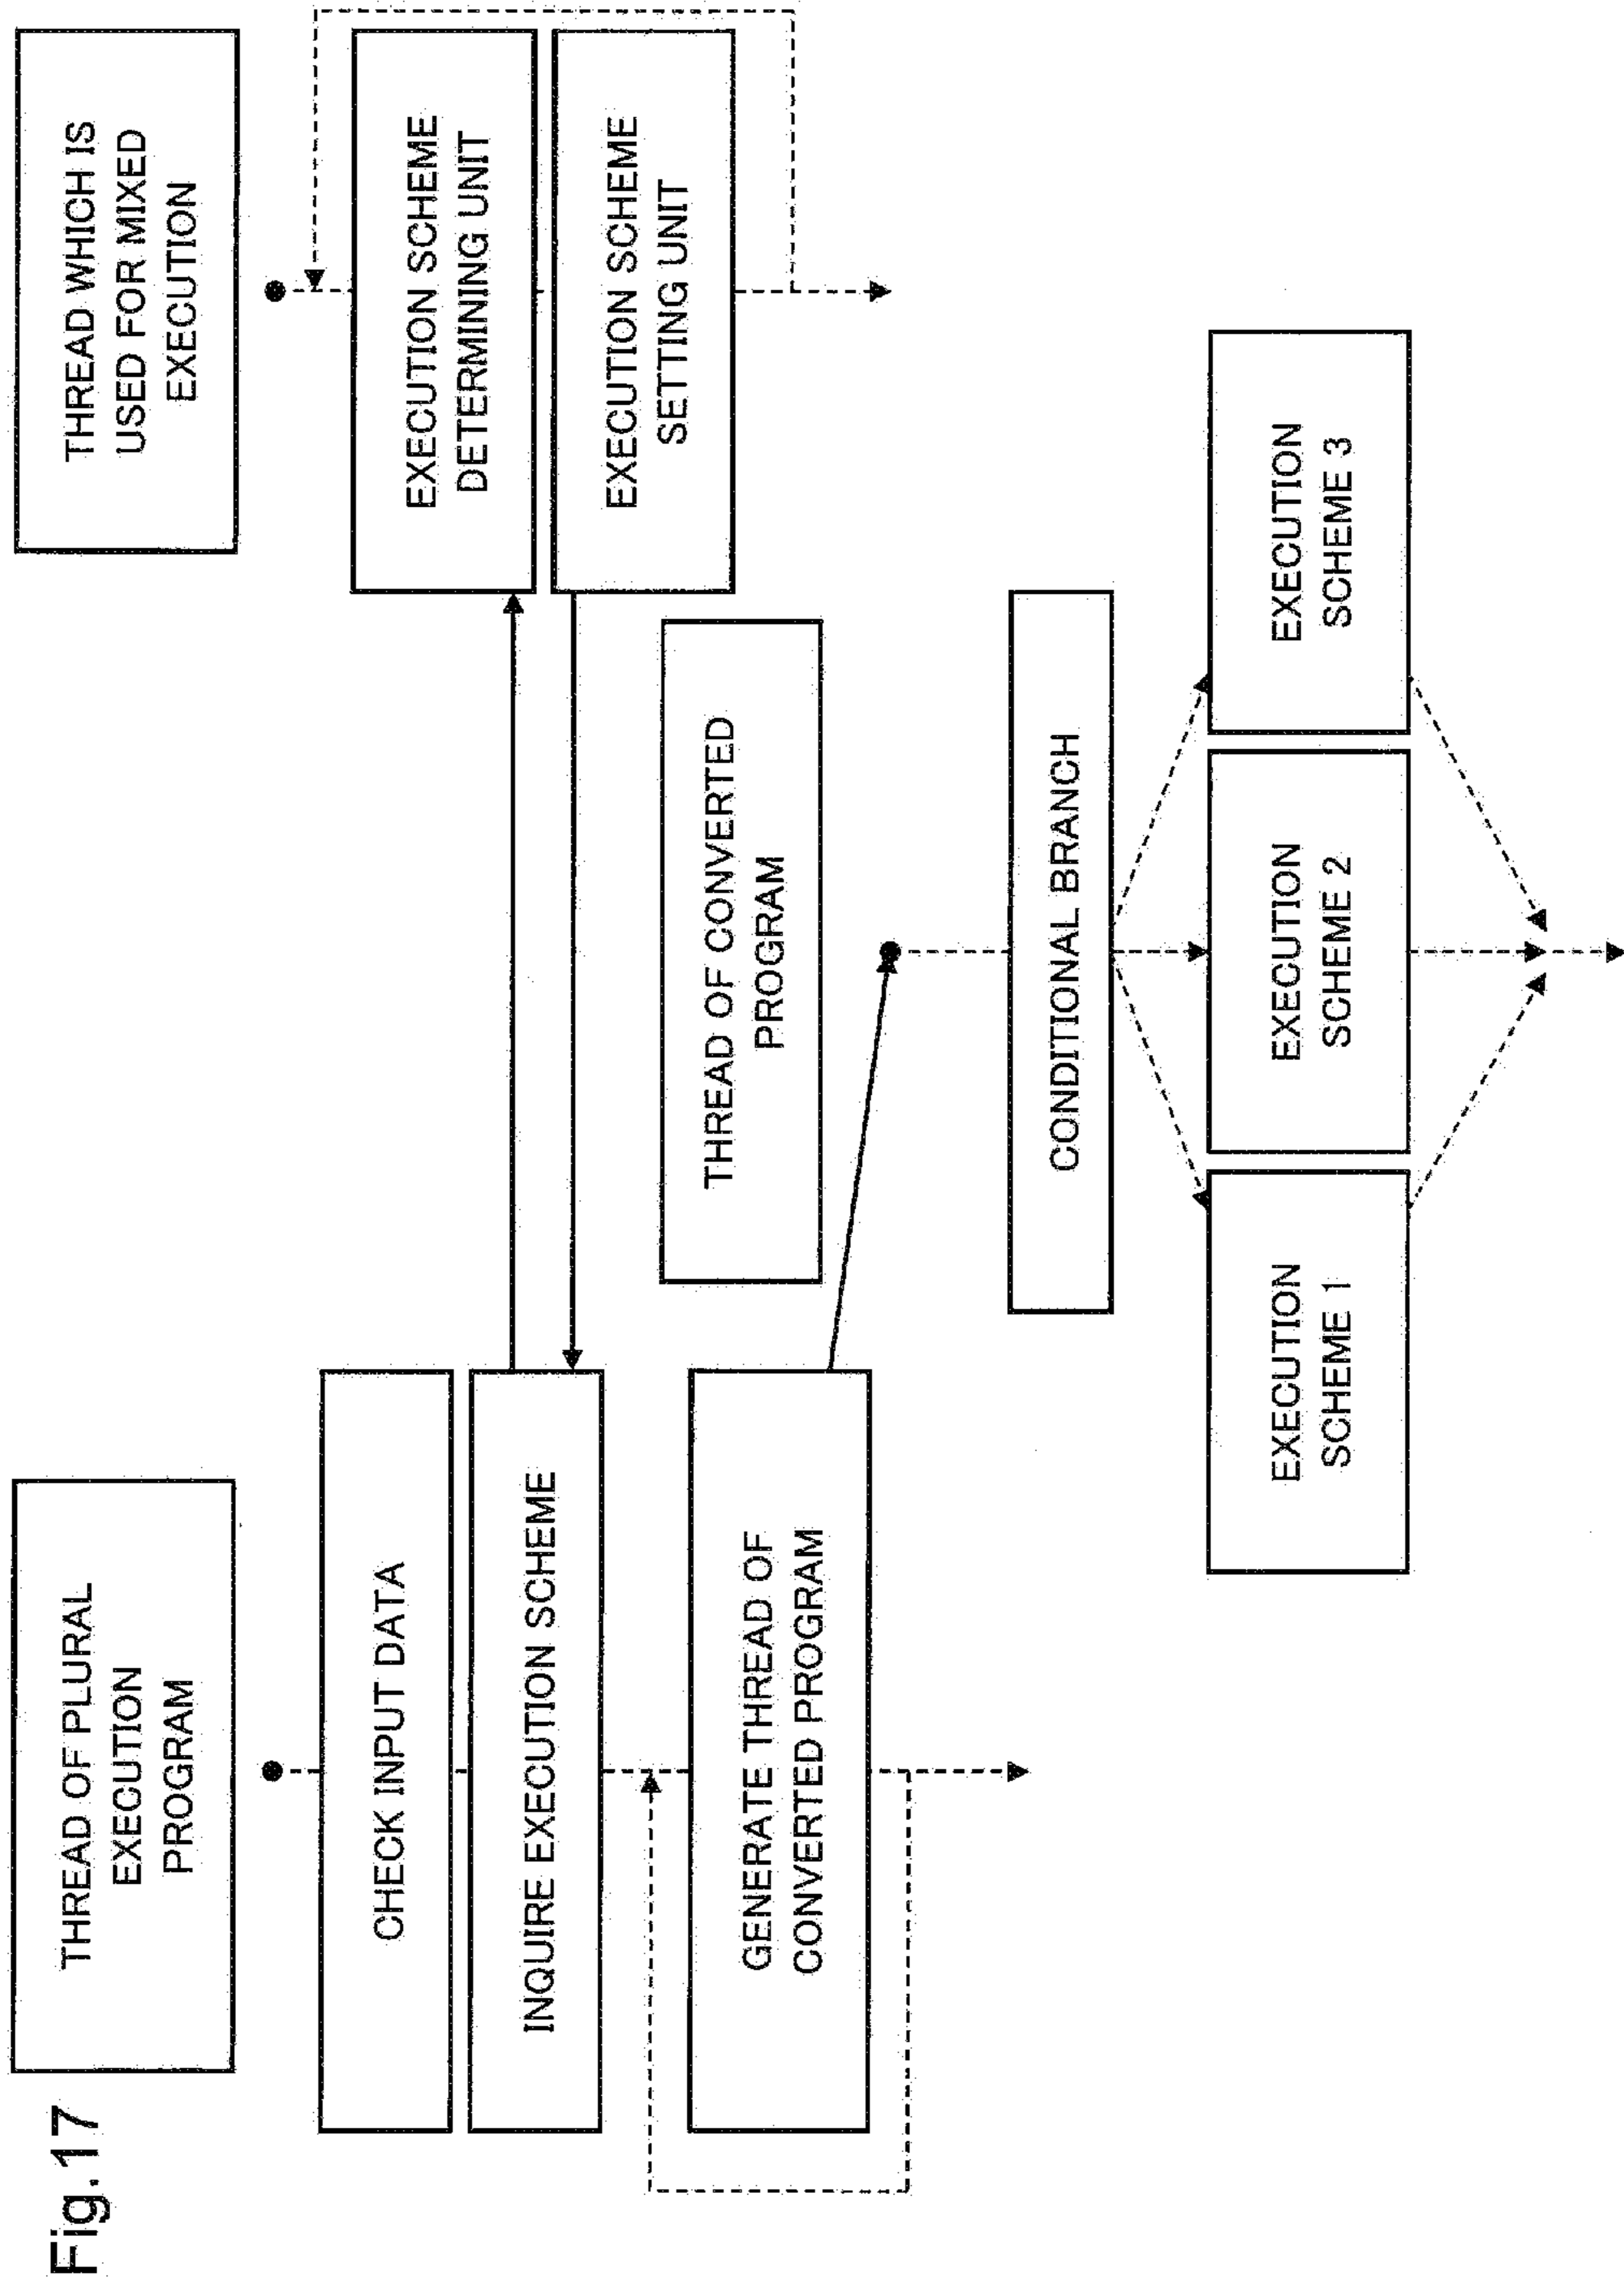 Fig.17
THREAD OF PLURAL
EXECUTION
PROGRAM
CHECK INPUT DATA
INQUIRE EXECUTION SCHEME
GENERATE THREAD OF
CONVERTED PROGRAM
THREAD OF CONVERTED
PROGRAM
CONDITIONAL BRANCH
EXECUTION
SCHEME 1
EXECUTION
SCHEME 2
EXECUTION
SCHEME 3
THREAD WHICH IS
USED FOR MIXED
EXECUTION
EXECUTION SCHEME
DETERMINING UNIT
EXECUTION SCHEME
SETTING UNIT